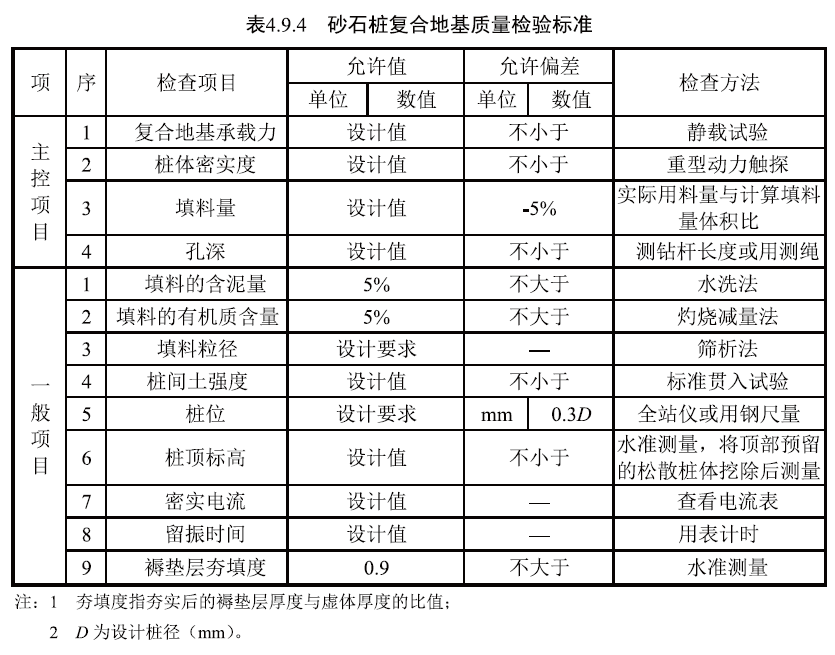 表4.9.4 砂石桩复合地基质量检验标准
项 序 检查项目 允许值 允许偏差 检查方法
单位 数值 单位 数值
主控项目
1 复合地基承载力 设计值 不小于 静载试验
2 桩体密实度 设计值 不小于 重型动力触探
3 填料量 设计值 -5% 实际用料量与计算填料
量体积比
4 孔深 设计值 不小于 测钻杆长度或用测绳
一般项目
1 填料的含泥量 5% 不大于 水洗法
2 填料的有机质含量 5% 不大于 灼烧减量法
3 填料粒径 设计要求 — 筛析法
4 桩间土强度 设计值 不小于 标准贯入试验
5 桩位 设计要求 mm 0.3D 全站仪或用钢尺量
6 桩顶标高 设计值 不小于 水准测量，将顶部预留
的松散桩体挖除后测量
7 密实电流 设计值 — 查看电流表
8 留振时间 设计值 — 用表计时
9 褥垫层夯填度 0.9 不大于 水准测量
注：1 夯填度指夯实后的褥垫层厚度与虚体厚度的比值；
2 D 为设计桩径（mm）。